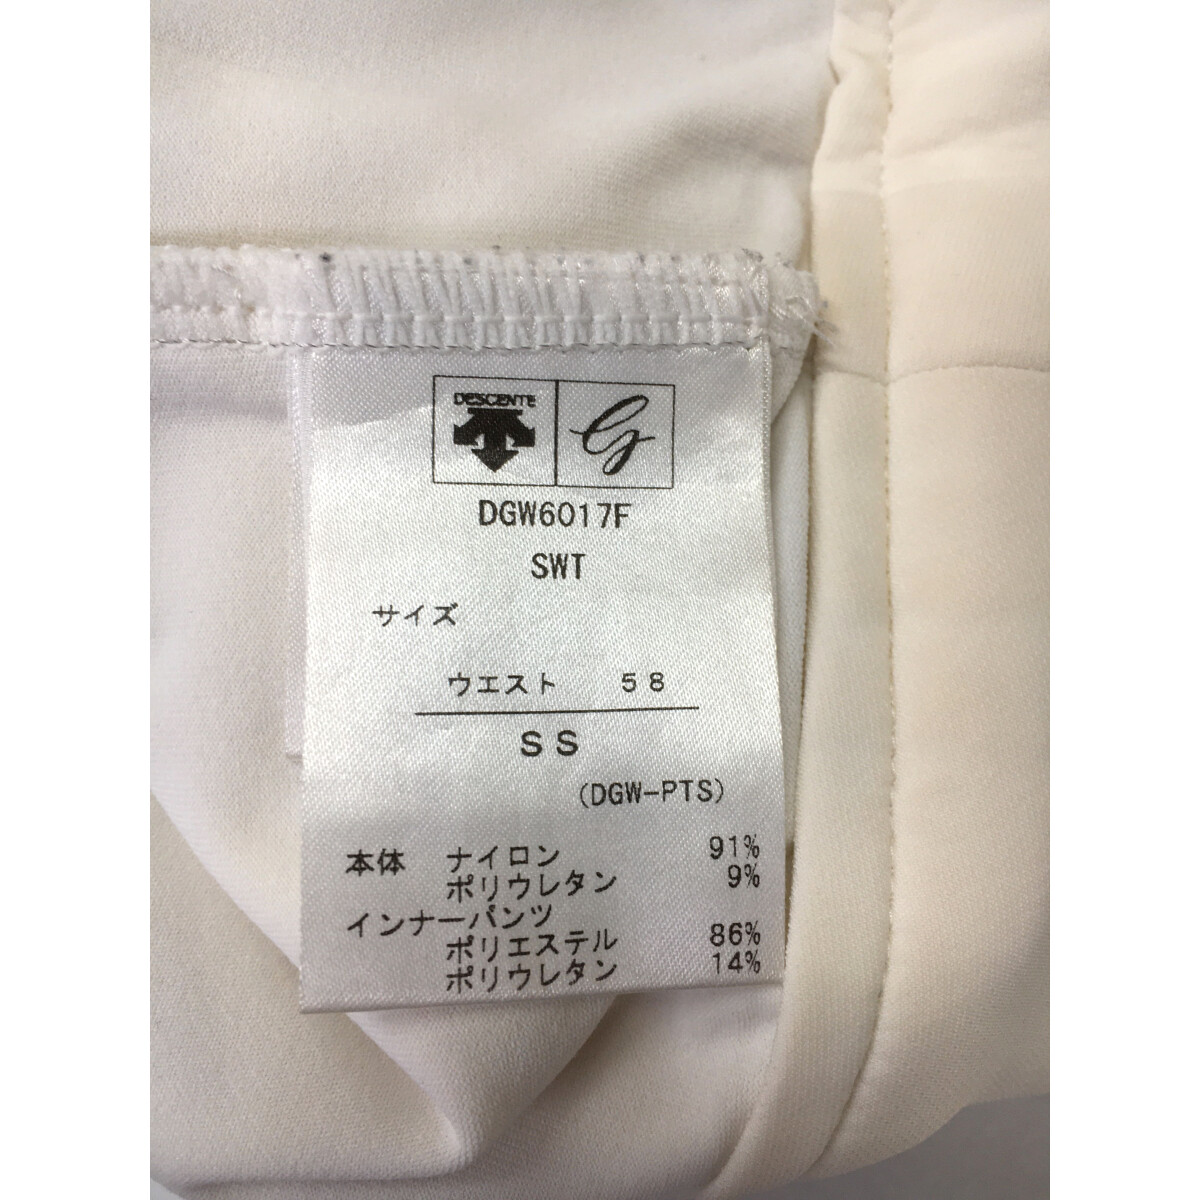 DESCENTE G
DGW6017F
SWT
サイズ
ウエスト 58
SS
(DGW-PTS)
本体 ナイロン 91%
ポリウレタン 9%
インナーパンツ
ポリエステル 86%
ポリウレタン 14%